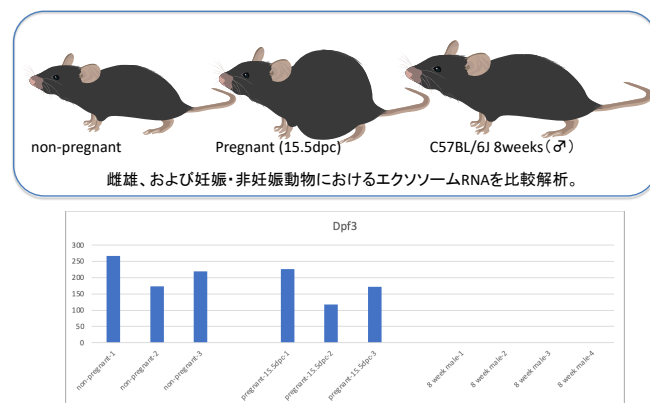 non-pregnant
Pregnant (15.5dpc)
C57BL/6J 8weeks(♂)
雌雄、および妊娠・非妊娠動物におけるエクソソームRNAを比較解析。
Dpf3
300
250
200
150
100
50
0
non-pregnant-1
non-pregnant-2
non-pregnant-3
pregnant-15.5dpc-1
pregnant-15.5dpc-2
pregnant-15.5dpc-3
8 week male-1
8 week male-2
8 week male-3
8 week male-4